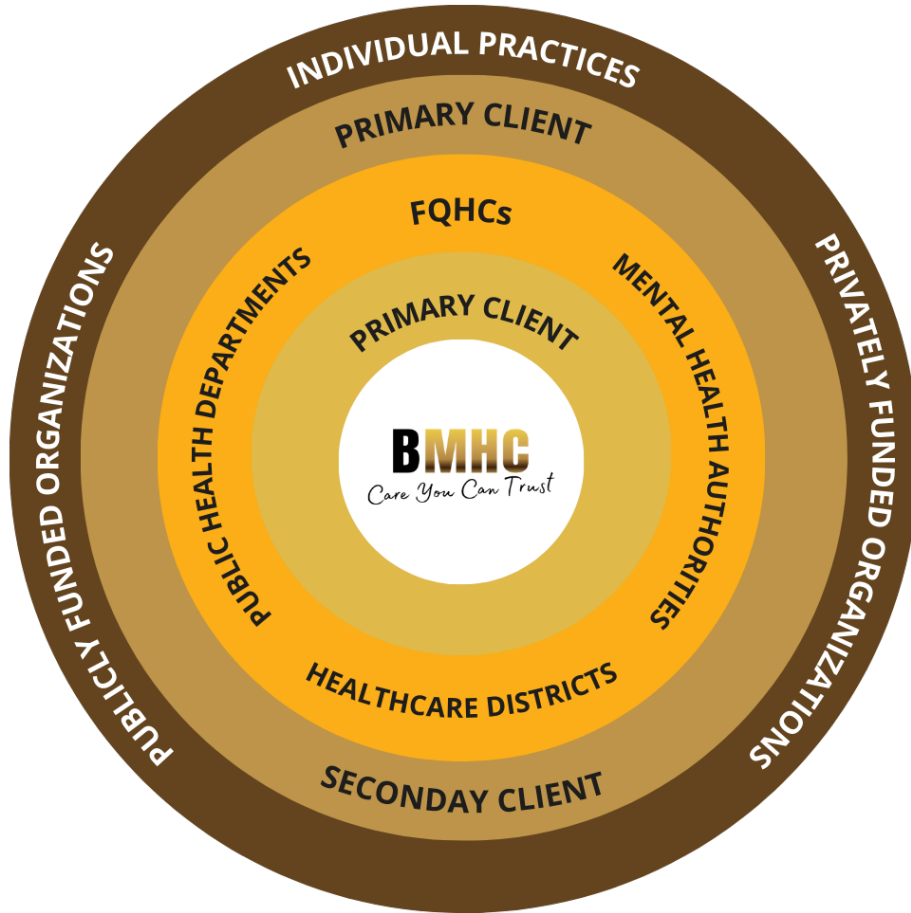 INDIVIDUAL PRACTICES
PRIMARY CLIENT
FQHCs
PUBLICLY FUNDED ORGANIZATIONS
PUBLIC HEALTH DEPARTMENTS
PRIMARY CLIENT
MENTAL HEALTH AUTHORITIES
PRIVATELY FUNDED ORGANIZATIONS
BMHC
Care You Can Trust
HEALTHCARE DISTRICTS
SECONDAY CLIENT